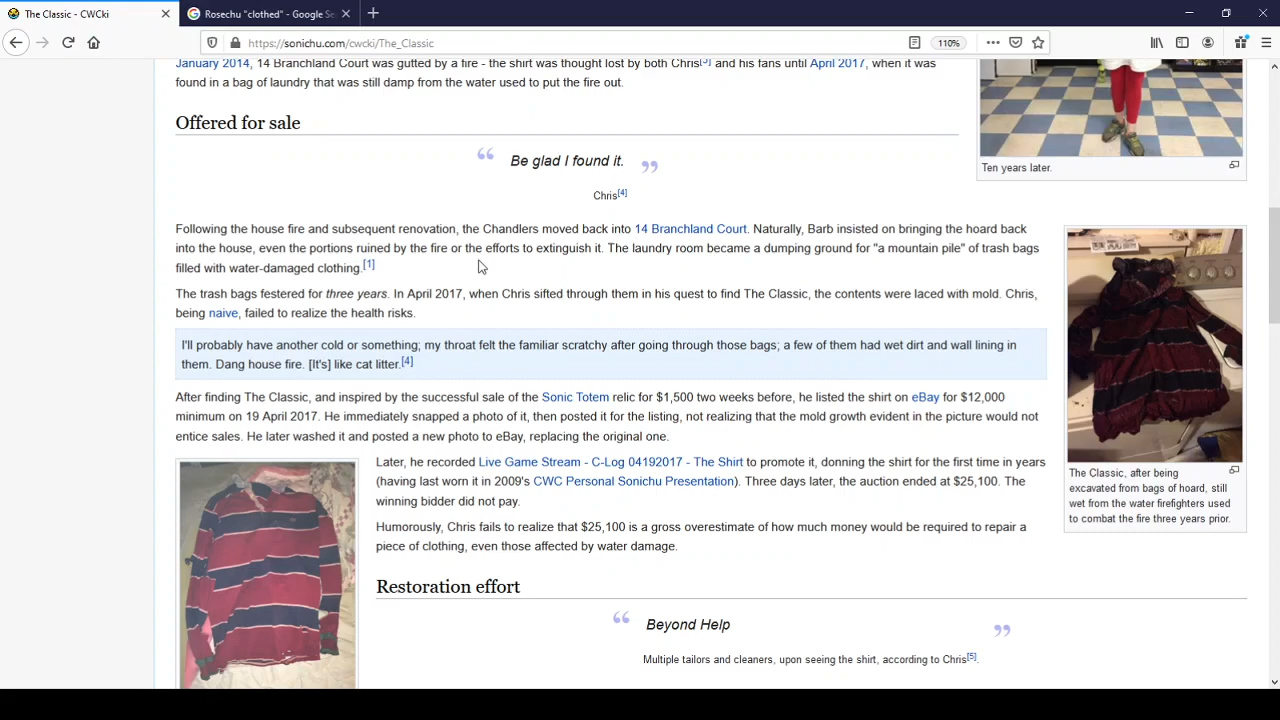 The Classic - CWCki
Rosechu "clothed" - Google Se
https://sonichu.com/cwcki/The_Classic
110%
January 2014, 14 Branchland Court was gutted by a fire - the shirt was thought lost by both Chris[3] and his fans until April 2017, when it was
found in a bag of laundry that was still damp from the water used to put the fire out.
Ten years later.
Offered for sale
“ Be glad I found it. ”
Chris[4]
Following the house fire and subsequent renovation, the Chandlers moved back into 14 Branchland Court. Naturally, Barb insisted on bringing the hoard back
into the house, even the portions ruined by the fire or the efforts to extinguish it. The laundry room became a dumping ground for "a mountain pile" of trash bags
filled with water-damaged clothing.[1]
The trash bags festered for three years. In April 2017, when Chris sifted through them in his quest to find The Classic, the contents were laced with mold. Chris,
being naive, failed to realize the health risks.
I'll probably have another cold or something; my throat felt the familiar scratchy after going through those bags; a few of them had wet dirt and wall lining in
them. Dang house fire. [It's] like cat litter.[4]
After finding The Classic, and inspired by the successful sale of the Sonic Totem relic for $1,500 two weeks before, he listed the shirt on eBay for $12,000
minimum on 19 April 2017. He immediately snapped a photo of it, then posted it for the listing, not realizing that the mold growth evident in the picture would not
entice sales. He later washed it and posted a new photo to eBay, replacing the original one.
The Classic, after being
excavated from bags of hoard, still
wet from the water firefighters used
to combat the fire three years prior.
Later, he recorded Live Game Stream - C-Log 04192017 - The Shirt to promote it, donning the shirt for the first time in years
(having last worn it in 2009's CWC Personal Sonichu Presentation). Three days later, the auction ended at $25,100. The
winning bidder did not pay.
Humorously, Chris fails to realize that $25,100 is a gross overestimate of how much money would be required to repair a
piece of clothing, even those affected by water damage.
Restoration effort
“ Beyond Help ”
Multiple tailors and cleaners, upon seeing the shirt, according to Chris[5].